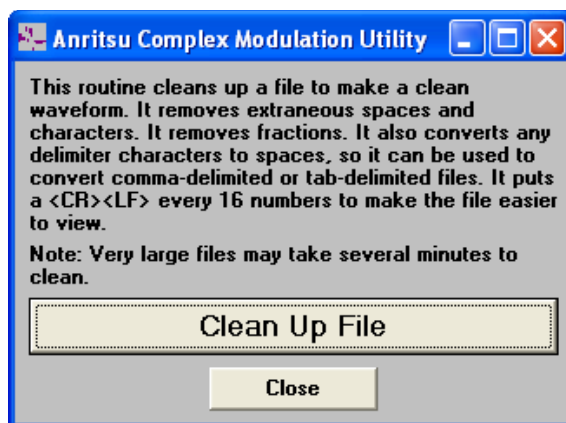 Anritsu Complex Modulation Utility
This routine cleans up a file to make a clean
waveform. It removes extraneous spaces and
characters. It removes fractions. It also converts any
delimiter characters to spaces, so it can be used to
convert comma-delimited or tab-delimited files. It puts
a <CR><LF> every 16 numbers to make the file easier
to view.
Note: Very large files may take several minutes to
clean.
Clean Up File
Close